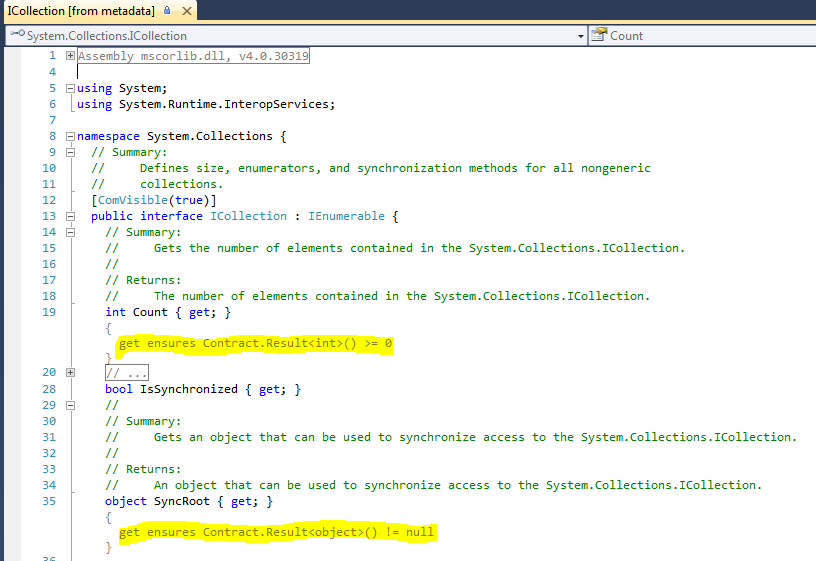 ICollection [from metadata]
System.Collections.ICollection Count
1 Assembly mscorlib.dll, v4.0.30319
4
5 using System;
6 using System.Runtime.InteropServices;
7
8 namespace System.Collections {
9 // Summary:
10 //     Defines size, enumerators, and synchronization methods for all nongeneric
11 //     collections.
12 [ComVisible(true)]
13 public interface ICollection : IEnumerable {
14 // Summary:
15 //     Gets the number of elements contained in the System.Collections.ICollection.
16 //
17 // Returns:
18 //     The number of elements contained in the System.Collections.ICollection.
19 int Count { get; }
{
get ensures Contract.Result<int>() >= 0
}
20 // ...
28 bool IsSynchronized { get; }
29 //
30 // Summary:
31 //     Gets an object that can be used to synchronize access to the System.Collections.ICollection.
32 //
33 // Returns:
34 //     An object that can be used to synchronize access to the System.Collections.ICollection.
35 object SyncRoot { get; }
{
get ensures Contract.Result<object>() != null
}
36